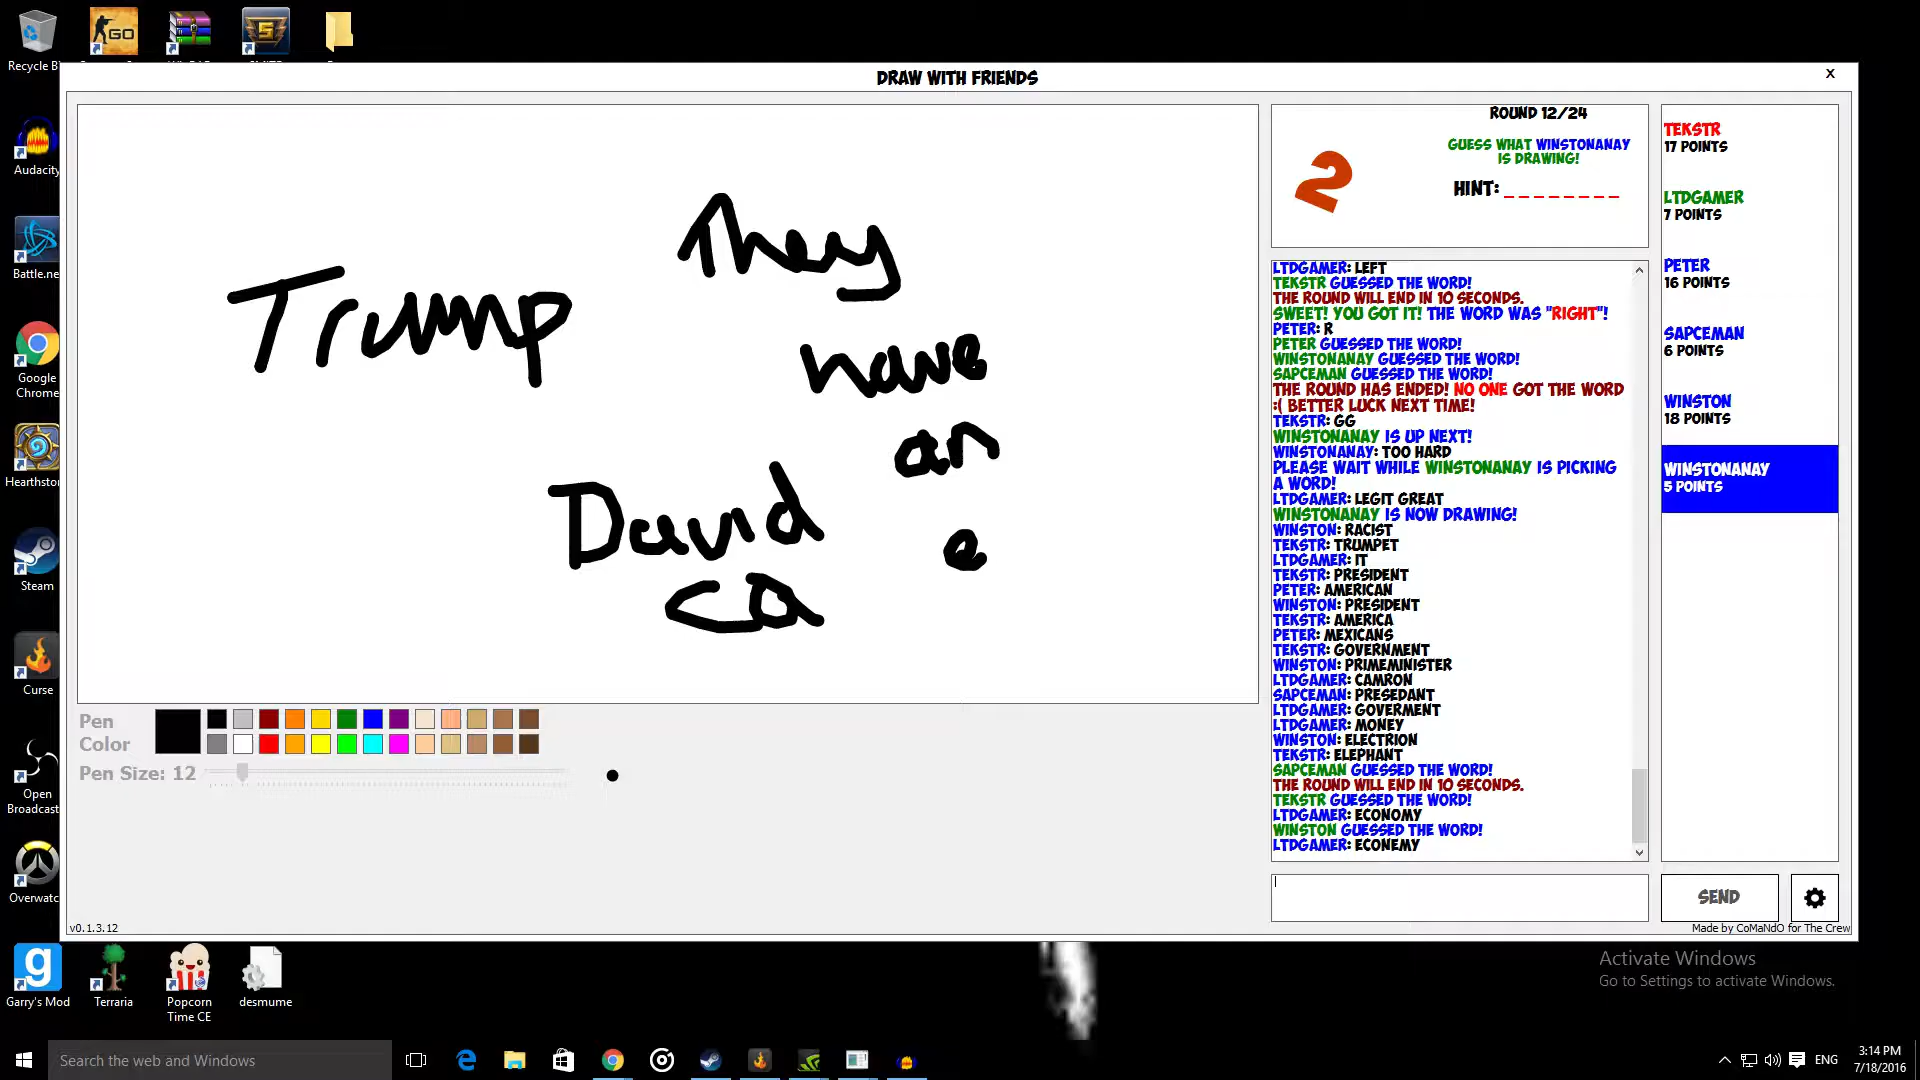 Recycle B
DRAW WITH FRIENDS
X
Audacity
Battle.ne
Google
Chrome
Hearthston
Steam
Curse
Open
Broadcast
Overwatc
Trump
They
have
an
e
David
ca
Pen
Color
Pen Size: 12
v0.1.3.12
2
ROUND 12/24
GUESS WHAT WINSTONANAY
IS DRAWING!
HINT: _ _ _ _ _ _ _ _
LTDGAMER: LEFT
TEKSTR GUESSED THE WORD!
THE ROUND WILL END IN 10 SECONDS.
SWEET! YOU GOT IT! THE WORD WAS "RIGHT"!
PETER: R
PETER GUESSED THE WORD!
WINSTONANAY GUESSED THE WORD!
SAPCEMAN GUESSED THE WORD!
THE ROUND HAS ENDED! NO ONE GOT THE WORD
:( BETTER LUCK NEXT TIME!
TEKSTR: GG
WINSTONANAY IS UP NEXT!
WINSTONANAY: TOO HARD
PLEASE WAIT WHILE WINSTONANAY IS PICKING
A WORD!
LTDGAMER: LEGIT GREAT
WINSTONANAY IS NOW DRAWING!
WINSTON: RACIST
TEKSTR: TRUMPET
LTDGAMER: IT
TEKSTR: PRESIDENT
PETER: AMERICAN
WINSTON: PRESIDENT
TEKSTR: AMERICA
PETER: MEXICANS
TEKSTR: GOVERNMENT
WINSTON: PRIMEMINISTER
LTDGAMER: CAMRON
SAPCEMAN: PRESEDANT
LTDGAMER: GOVERMENT
LTDGAMER: MONEY
WINSTON: ELECTRION
TEKSTR: ELEPHANT
SAPCEMAN GUESSED THE WORD!
THE ROUND WILL END IN 10 SECONDS.
TEKSTR GUESSED THE WORD!
LTDGAMER: ECONOMY
WINSTON GUESSED THE WORD!
LTDGAMER: ECONEMY
TEKSTR
17 POINTS
LTDGAMER
7 POINTS
PETER
16 POINTS
SAPCEMAN
6 POINTS
WINSTON
18 POINTS
WINSTONANAY
5 POINTS
SEND
Made by CoMaNdO for The Crew
Garry's Mod
Terraria
Popcorn
Time CE
desmume
Activate Windows
Go to Settings to activate Windows.
Search the web and Windows
ENG
3:14 PM
7/18/2016